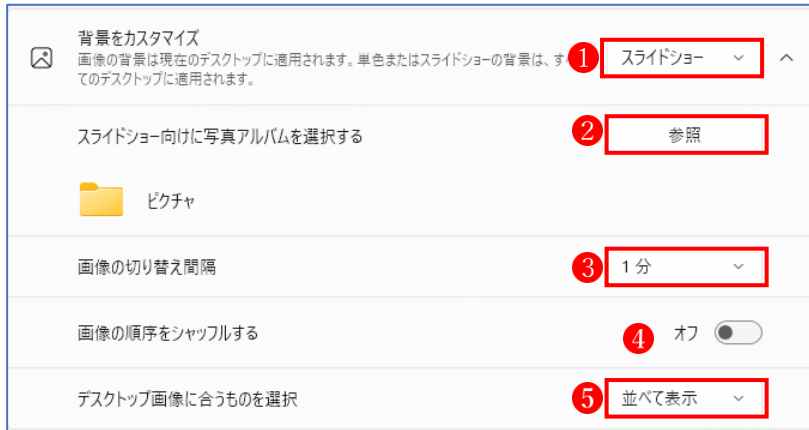 背景をカスタマイズ
画像の背景は現在のデスクトップに適用されます。単色またはスライドショーの背景は、す
てのデスクトップに適用されます。
1 スライドショー
スライドショー向けに写真アルバムを選択する
2 参照
ピクチャ
画像の切り替え間隔
3 1 分
画像の順序をシャッフルする
4 オフ
デスクトップ画像に合うものを選択
5 並べて表示